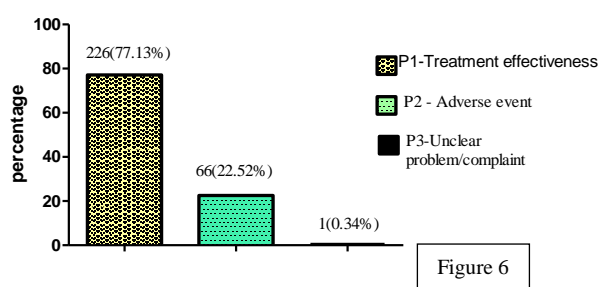 percentage
100
80
60
40
20
0
226(77.13%)
66(22.52%)
1(0.34%)
P1-Treatment effectiveness
P2 - Adverse event
P3-Unclear
problem/complaint
Figure 6